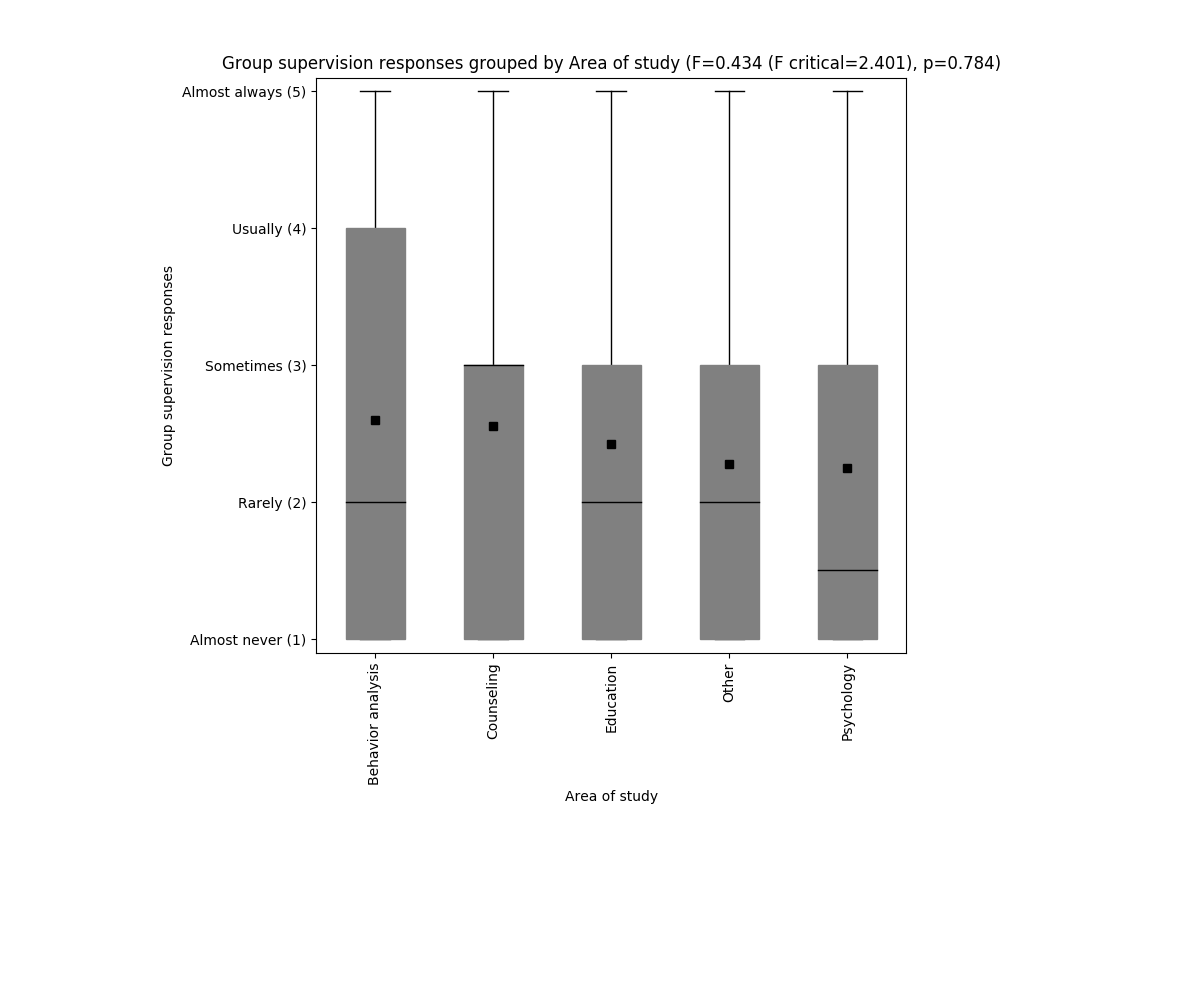 Group supervision responses grouped by Area of study (F=0.434 (F critical=2.401), p=0.784)
Almost always (5)
Usually (4)
Sometimes (3)
Rarely (2)
Almost never (1)
Group supervision responses
Behavior analysis
Counseling
Education
Other
Psychology
Area of study